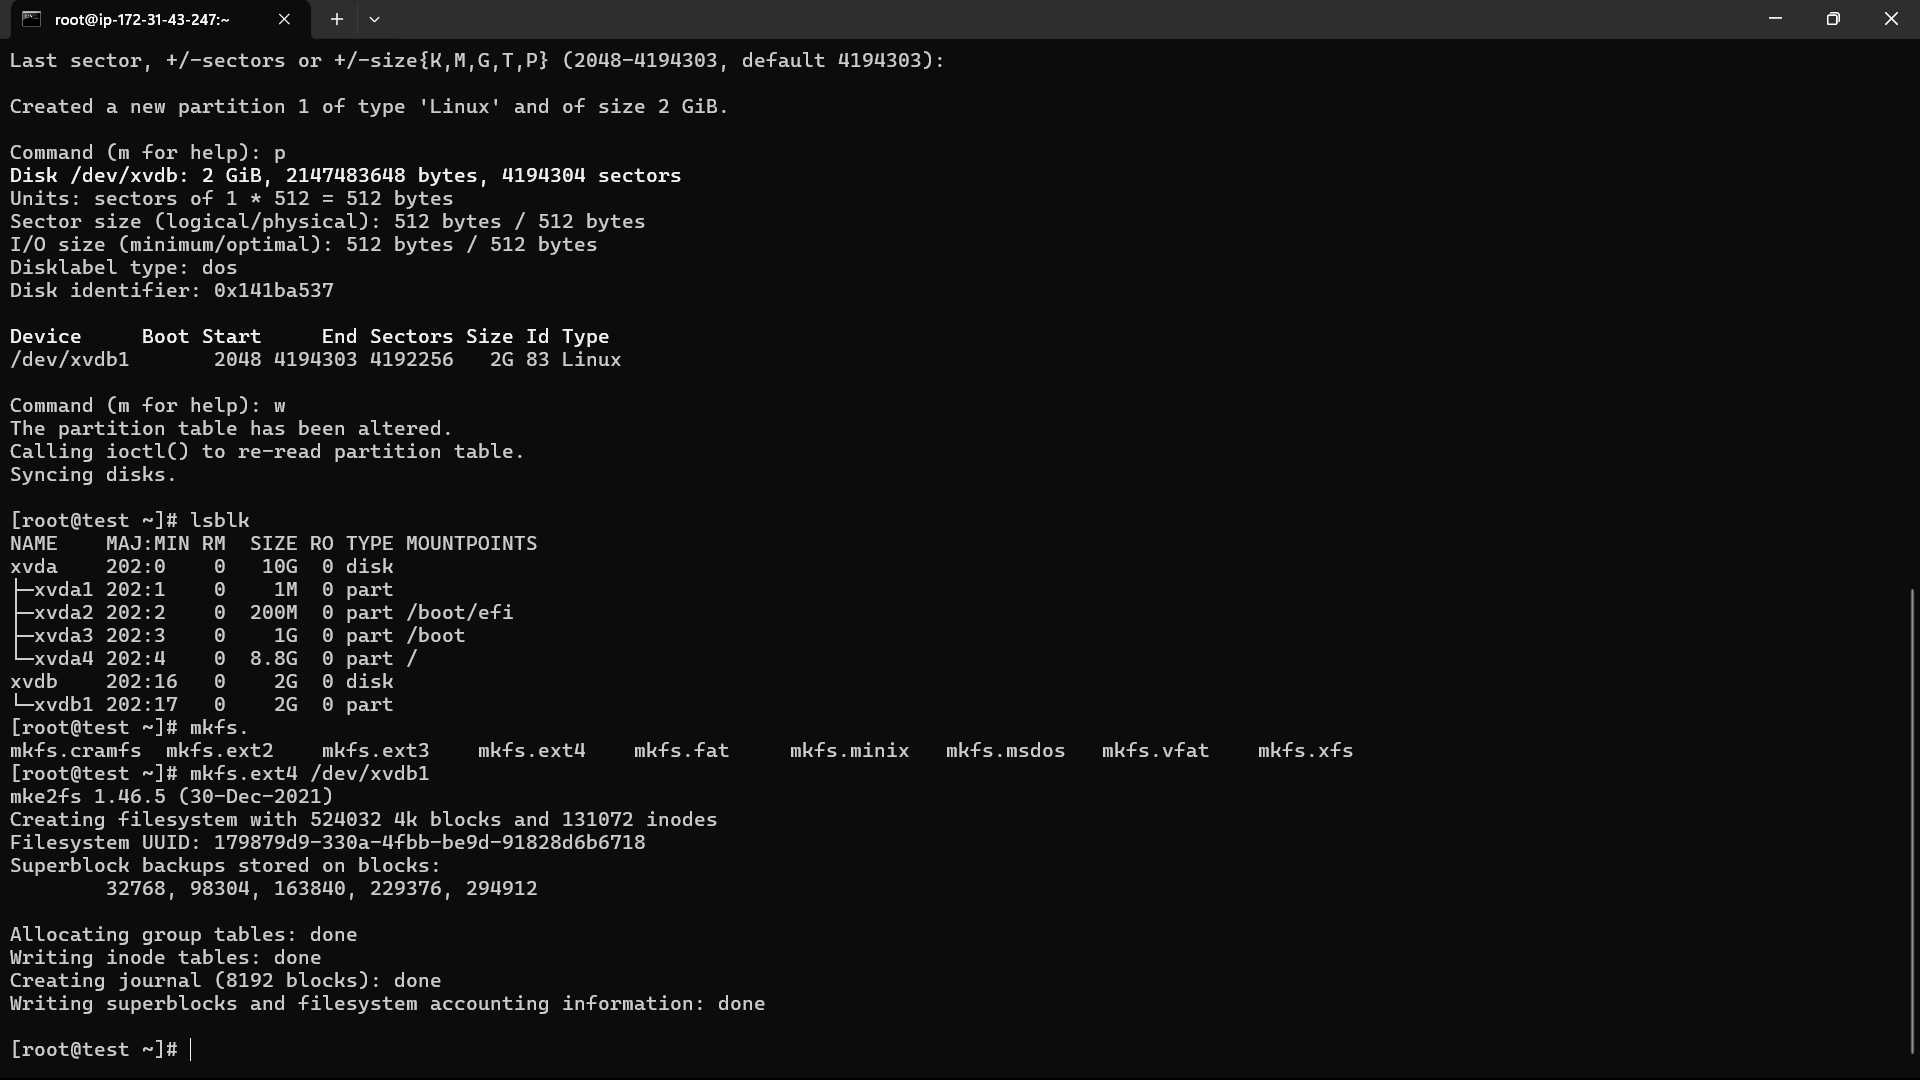 root@ip-172-31-43-247:~
Last sector, +/-sectors or +/-size{K,M,G,T,P} (2048-4194303, default 4194303):
Created a new partition 1 of type 'Linux' and of size 2 GiB.
Command (m for help): p
Disk /dev/xvdb: 2 GiB, 2147483648 bytes, 4194304 sectors
Units: sectors of 1 * 512 = 512 bytes
Sector size (logical/physical): 512 bytes / 512 bytes
I/O size (minimum/optimal): 512 bytes / 512 bytes
Disklabel type: dos
Disk identifier: 0x141ba537
Device     Boot Start     End Sectors Size Id Type
/dev/xvdb1       2048 4194303 4192256   2G 83 Linux
Command (m for help): w
The partition table has been altered.
Calling ioctl() to re-read partition table.
Syncing disks.
[root@test ~]# lsblk
NAME    MAJ:MIN RM  SIZE RO TYPE MOUNTPOINTS
xvda    202:0    0   10G  0 disk
├─xvda1 202:1    0    1M  0 part
├─xvda2 202:2    0  200M  0 part /boot/efi
├─xvda3 202:3    0    1G  0 part /boot
└─xvda4 202:4    0  8.8G  0 part /
xvdb    202:16   0    2G  0 disk
└─xvdb1 202:17   0    2G  0 part
[root@test ~]# mkfs.
mkfs.cramfs  mkfs.ext2    mkfs.ext3    mkfs.ext4    mkfs.fat     mkfs.minix   mkfs.msdos   mkfs.vfat    mkfs.xfs
[root@test ~]# mkfs.ext4 /dev/xvdb1
mke2fs 1.46.5 (30-Dec-2021)
Creating filesystem with 524032 4k blocks and 131072 inodes
Filesystem UUID: 179879d9-330a-4fbb-be9d-91828d6b6718
Superblock backups stored on blocks:
        32768, 98304, 163840, 229376, 294912
Allocating group tables: done
Writing inode tables: done
Creating journal (8192 blocks): done
Writing superblocks and filesystem accounting information: done
[root@test ~]#